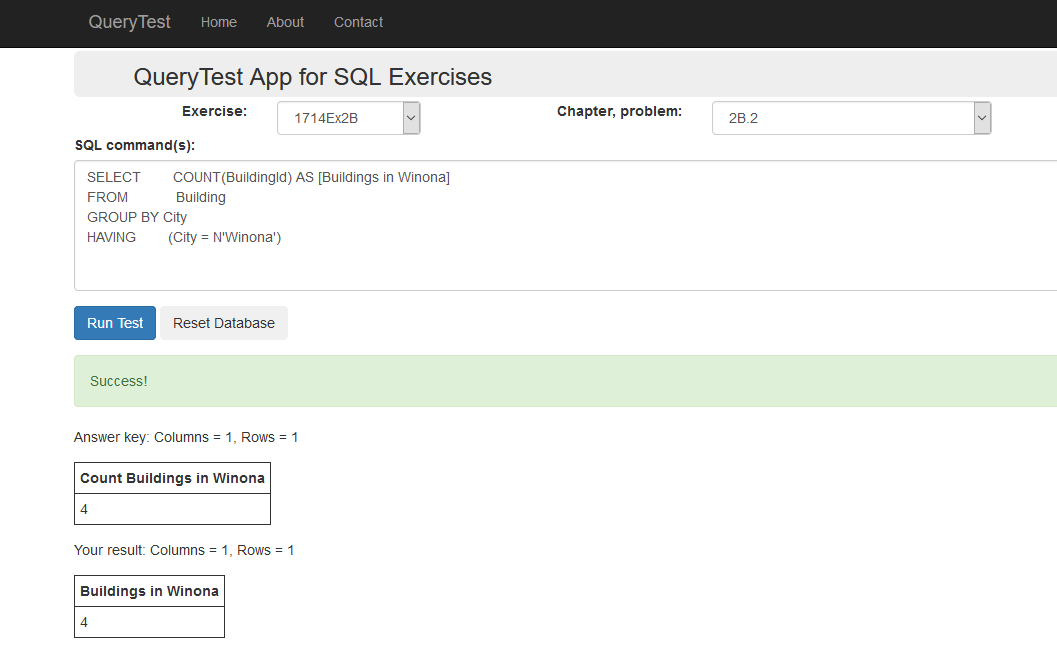 QueryTest Home About Contact
QueryTest App for SQL Exercises
Exercise: 1714Ex2B Chapter, problem: 2B.2
SQL command(s):
SELECT COUNT(BuildingId) AS [Buildings in Winona]
FROM Building
GROUP BY City
HAVING (City = N'Winona')
Run Test Reset Database
Success!
Answer key: Columns = 1, Rows = 1
Count Buildings in Winona
4
Your result: Columns = 1, Rows = 1
Buildings in Winona
4